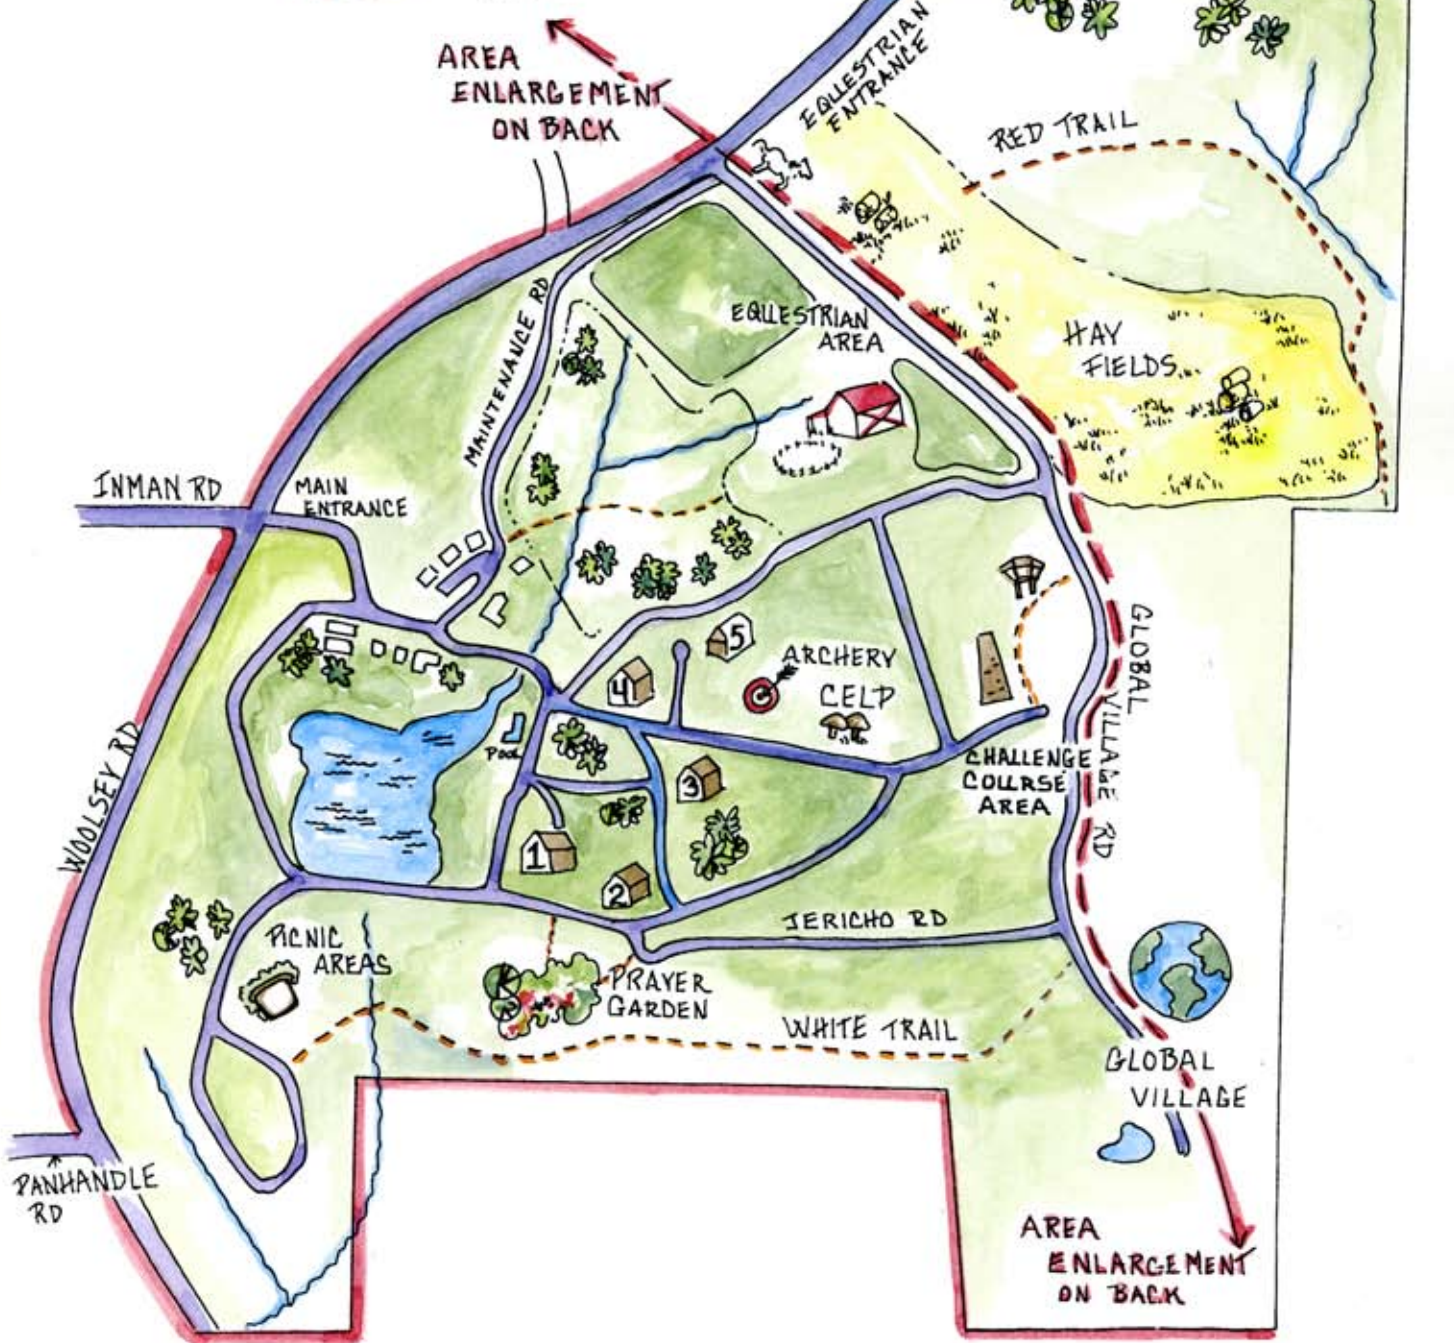 AREA
ENLARGEMENT
ON BACK
EQUESTRIAN
ENTRANCE
RED TRAIL
MAINTENANCE RD
EQUESTRIAN
AREA
HAY
FIELDS
INMAN RD
MAIN
ENTRANCE
GLOBAL VILLAGE RD
5
4
ARCHERY
CELP
POOL
3
CHALLENGE
COURSE
AREA
WOOLSEY RD
1
2
JERICHO RD
PICNIC
AREAS
PRAYER
GARDEN
WHITE TRAIL
GLOBAL
VILLAGE
PANHANDLE
RD
AREA
ENLARGEMENT
ON BACK